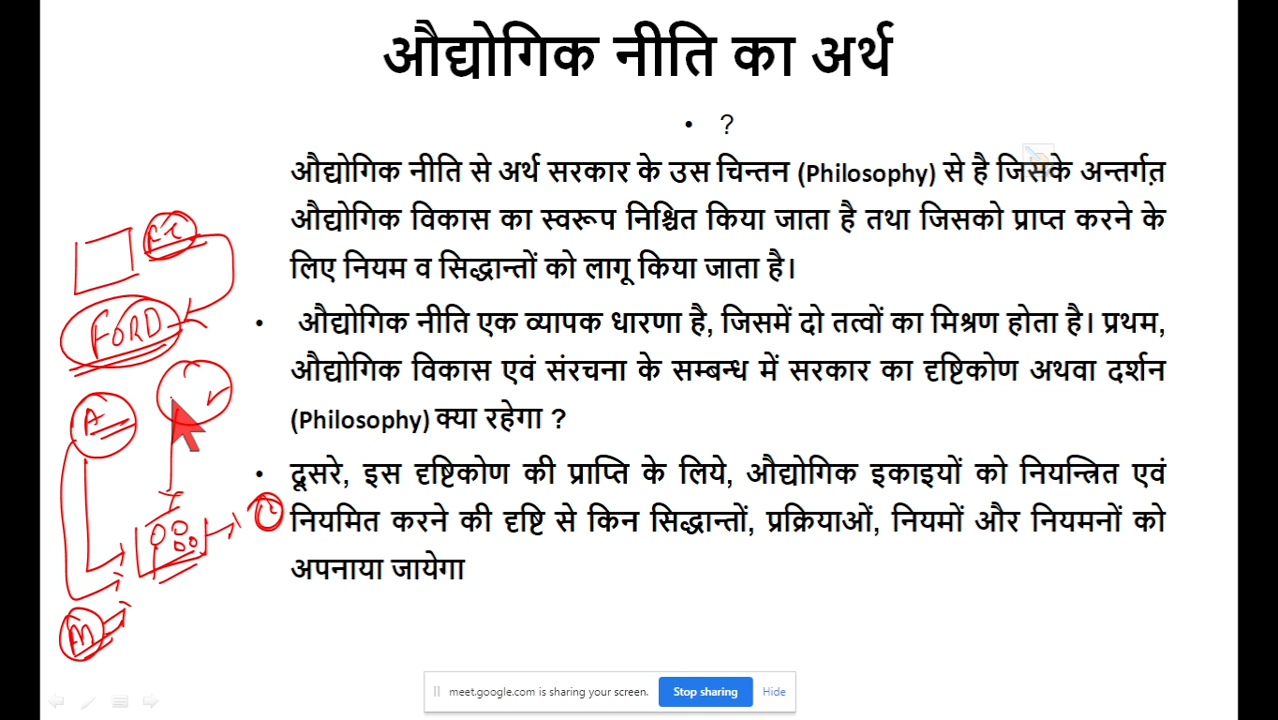 औद्योगिक नीति का अर्थ
• ?
औद्योगिक नीति से अर्थ सरकार के उस चिन्तन (Philosophy) से है जिसके अन्तर्गत़
औद्योगिक विकास का स्वरूप निश्चित किया जाता है तथा जिसको प्राप्त करने के
लिए नियम व सिद्धान्तों को लागू किया जाता है।
• औद्योगिक नीति एक व्यापक धारणा है, जिसमें दो तत्वों का मिश्रण होता है। प्रथम,
औद्योगिक विकास एवं संरचना के सम्बन्ध में सरकार का दृष्टिकोण अथवा दर्शन
(Philosophy) क्या रहेगा ?
• दूसरे, इस दृष्टिकोण की प्राप्ति के लिये, औद्योगिक इकाइयों को नियन्त्रित एवं
नियमित करने की दृष्टि से किन सिद्धान्तों, प्रक्रियाओं, नियमों और नियमनों को
अपनाया जायेगा
FORD
A
I
M
meet.google.com is sharing your screen. Stop sharing Hide